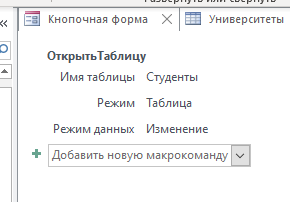 Развернуть или свернуть
Кнопочная форма
Университеты
ОткрытьТаблицу
Имя таблицы Студенты
Режим Таблица
Режим данных Изменение
Добавить новую макрокоманду